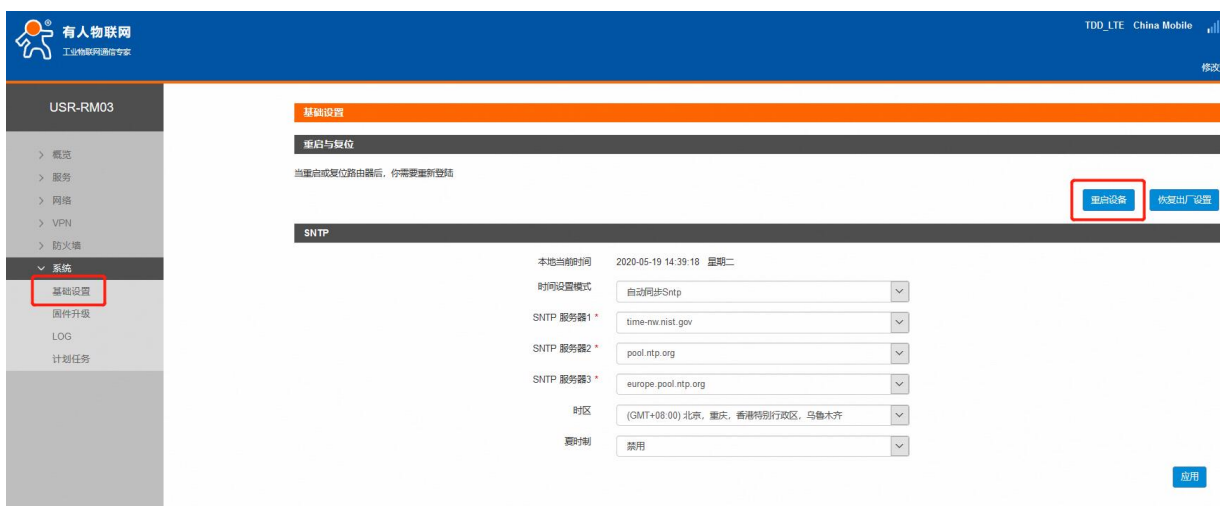 有人物联网
工业物联网通信专家
TDD_LTE China Mobile
修改
USR-RM03
概览
服务
网络
VPN
防火墙
系统
基础设置
固件升级
LOG
计划任务
基础设置
重启与复位
当重启或复位路由器后，你需要重新登陆
重启设备 恢复出厂设置
SNTP
本地当前时间 2020-05-19 14:39:18 星期二
时间设置模式 自动同步Sntp
SNTP 服务器1 * time-nw.nist.gov
SNTP 服务器2 * pool.ntp.org
SNTP 服务器3 * europe.pool.ntp.org
时区 (GMT+08:00) 北京，重庆，香港特别行政区，乌鲁木齐
夏时制 禁用
应用